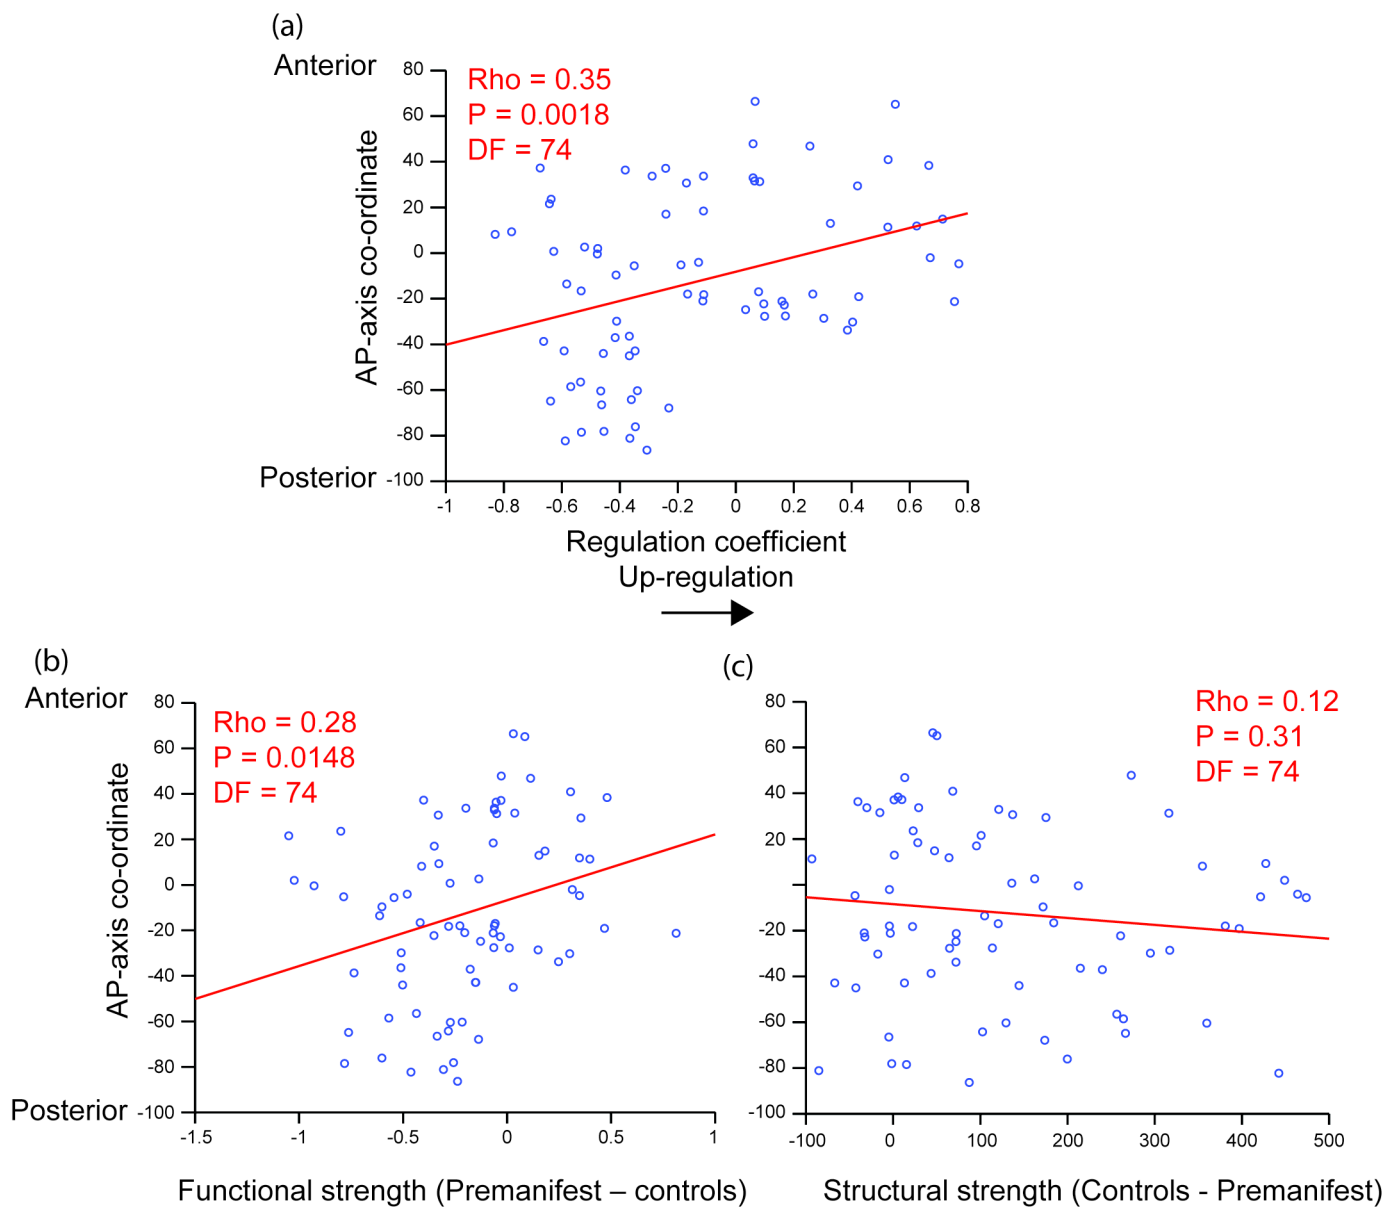 (a)
Anterior
Rho = 0.35
P = 0.0018
DF = 74
80
60
40
20
0
-20
-40
-60
-80
-100
AP-axis co-ordinate
Posterior
-1 -0.8 -0.6 -0.4 -0.2 0 0.2 0.4 0.6 0.8
Regulation coefficient
Up-regulation
(b)
Anterior
Rho = 0.28
P = 0.0148
DF = 74
80
60
40
20
0
-20
-40
-60
-80
-100
AP-axis co-ordinate
Posterior
-1.5 -1 -0.5 0 0.5 1
Functional strength (Premanifest – controls)
(c)
Rho = 0.12
P = 0.31
DF = 74
80
60
40
20
-20
-40
-60
-80
-100
-100 0 100 200 300 400 500
Structural strength (Controls - Premanifest)